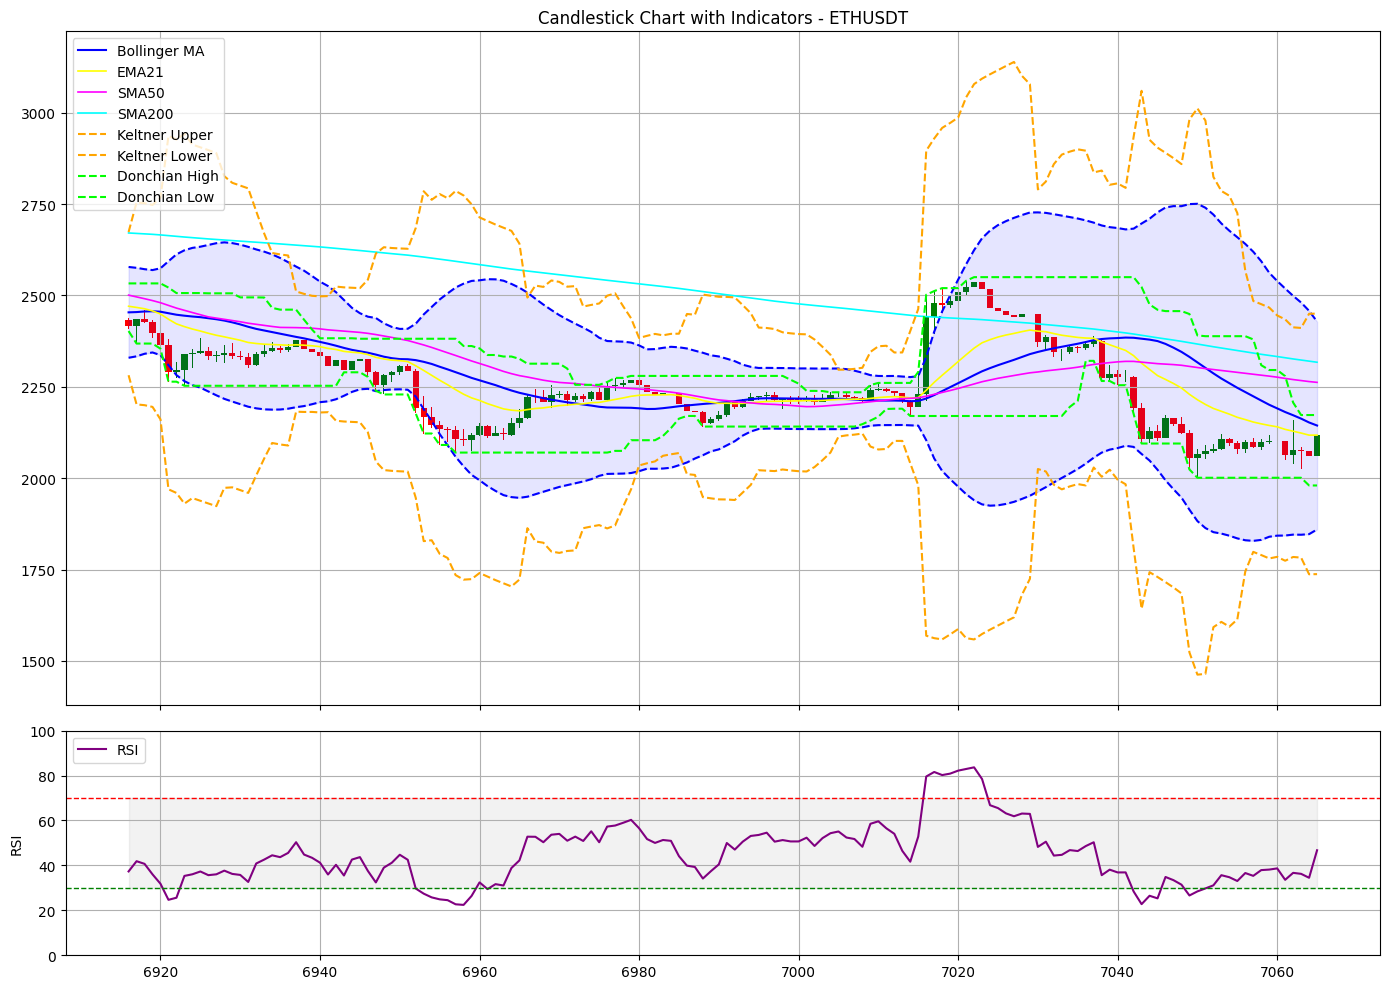 Candlestick Chart with Indicators - ETHUSDT
Bollinger MA
EMA21
SMA50
SMA200
Keltner Upper
Keltner Lower
Donchian High
Donchian Low
3000
2750
2500
2250
2000
1750
1500
RSI
100
80
60
40
20
0
RSI
6920 6940 6960 6980 7000 7020 7040 7060